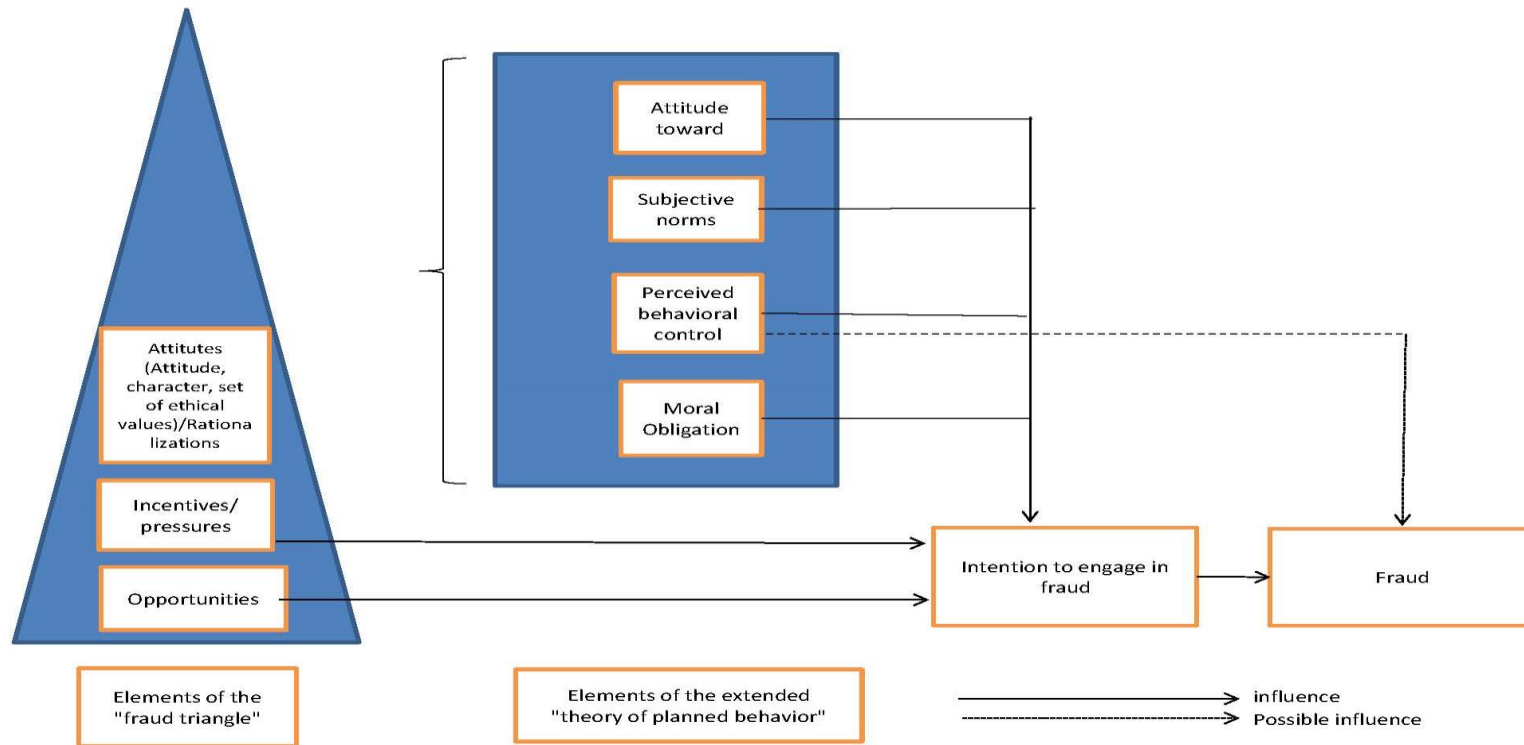 Attitude
toward
Subjective
norms
Perceived
behavioral
control
Moral
Obligation
Attitutes
(Attitude,
character, set
of ethical
values)/Rationa
lizations
Incentives/
pressures
Opportunities
Intention to engage in
fraud
Fraud
Elements of the
"fraud triangle"
Elements of the extended
"theory of planned behavior"
influence
Possible influence